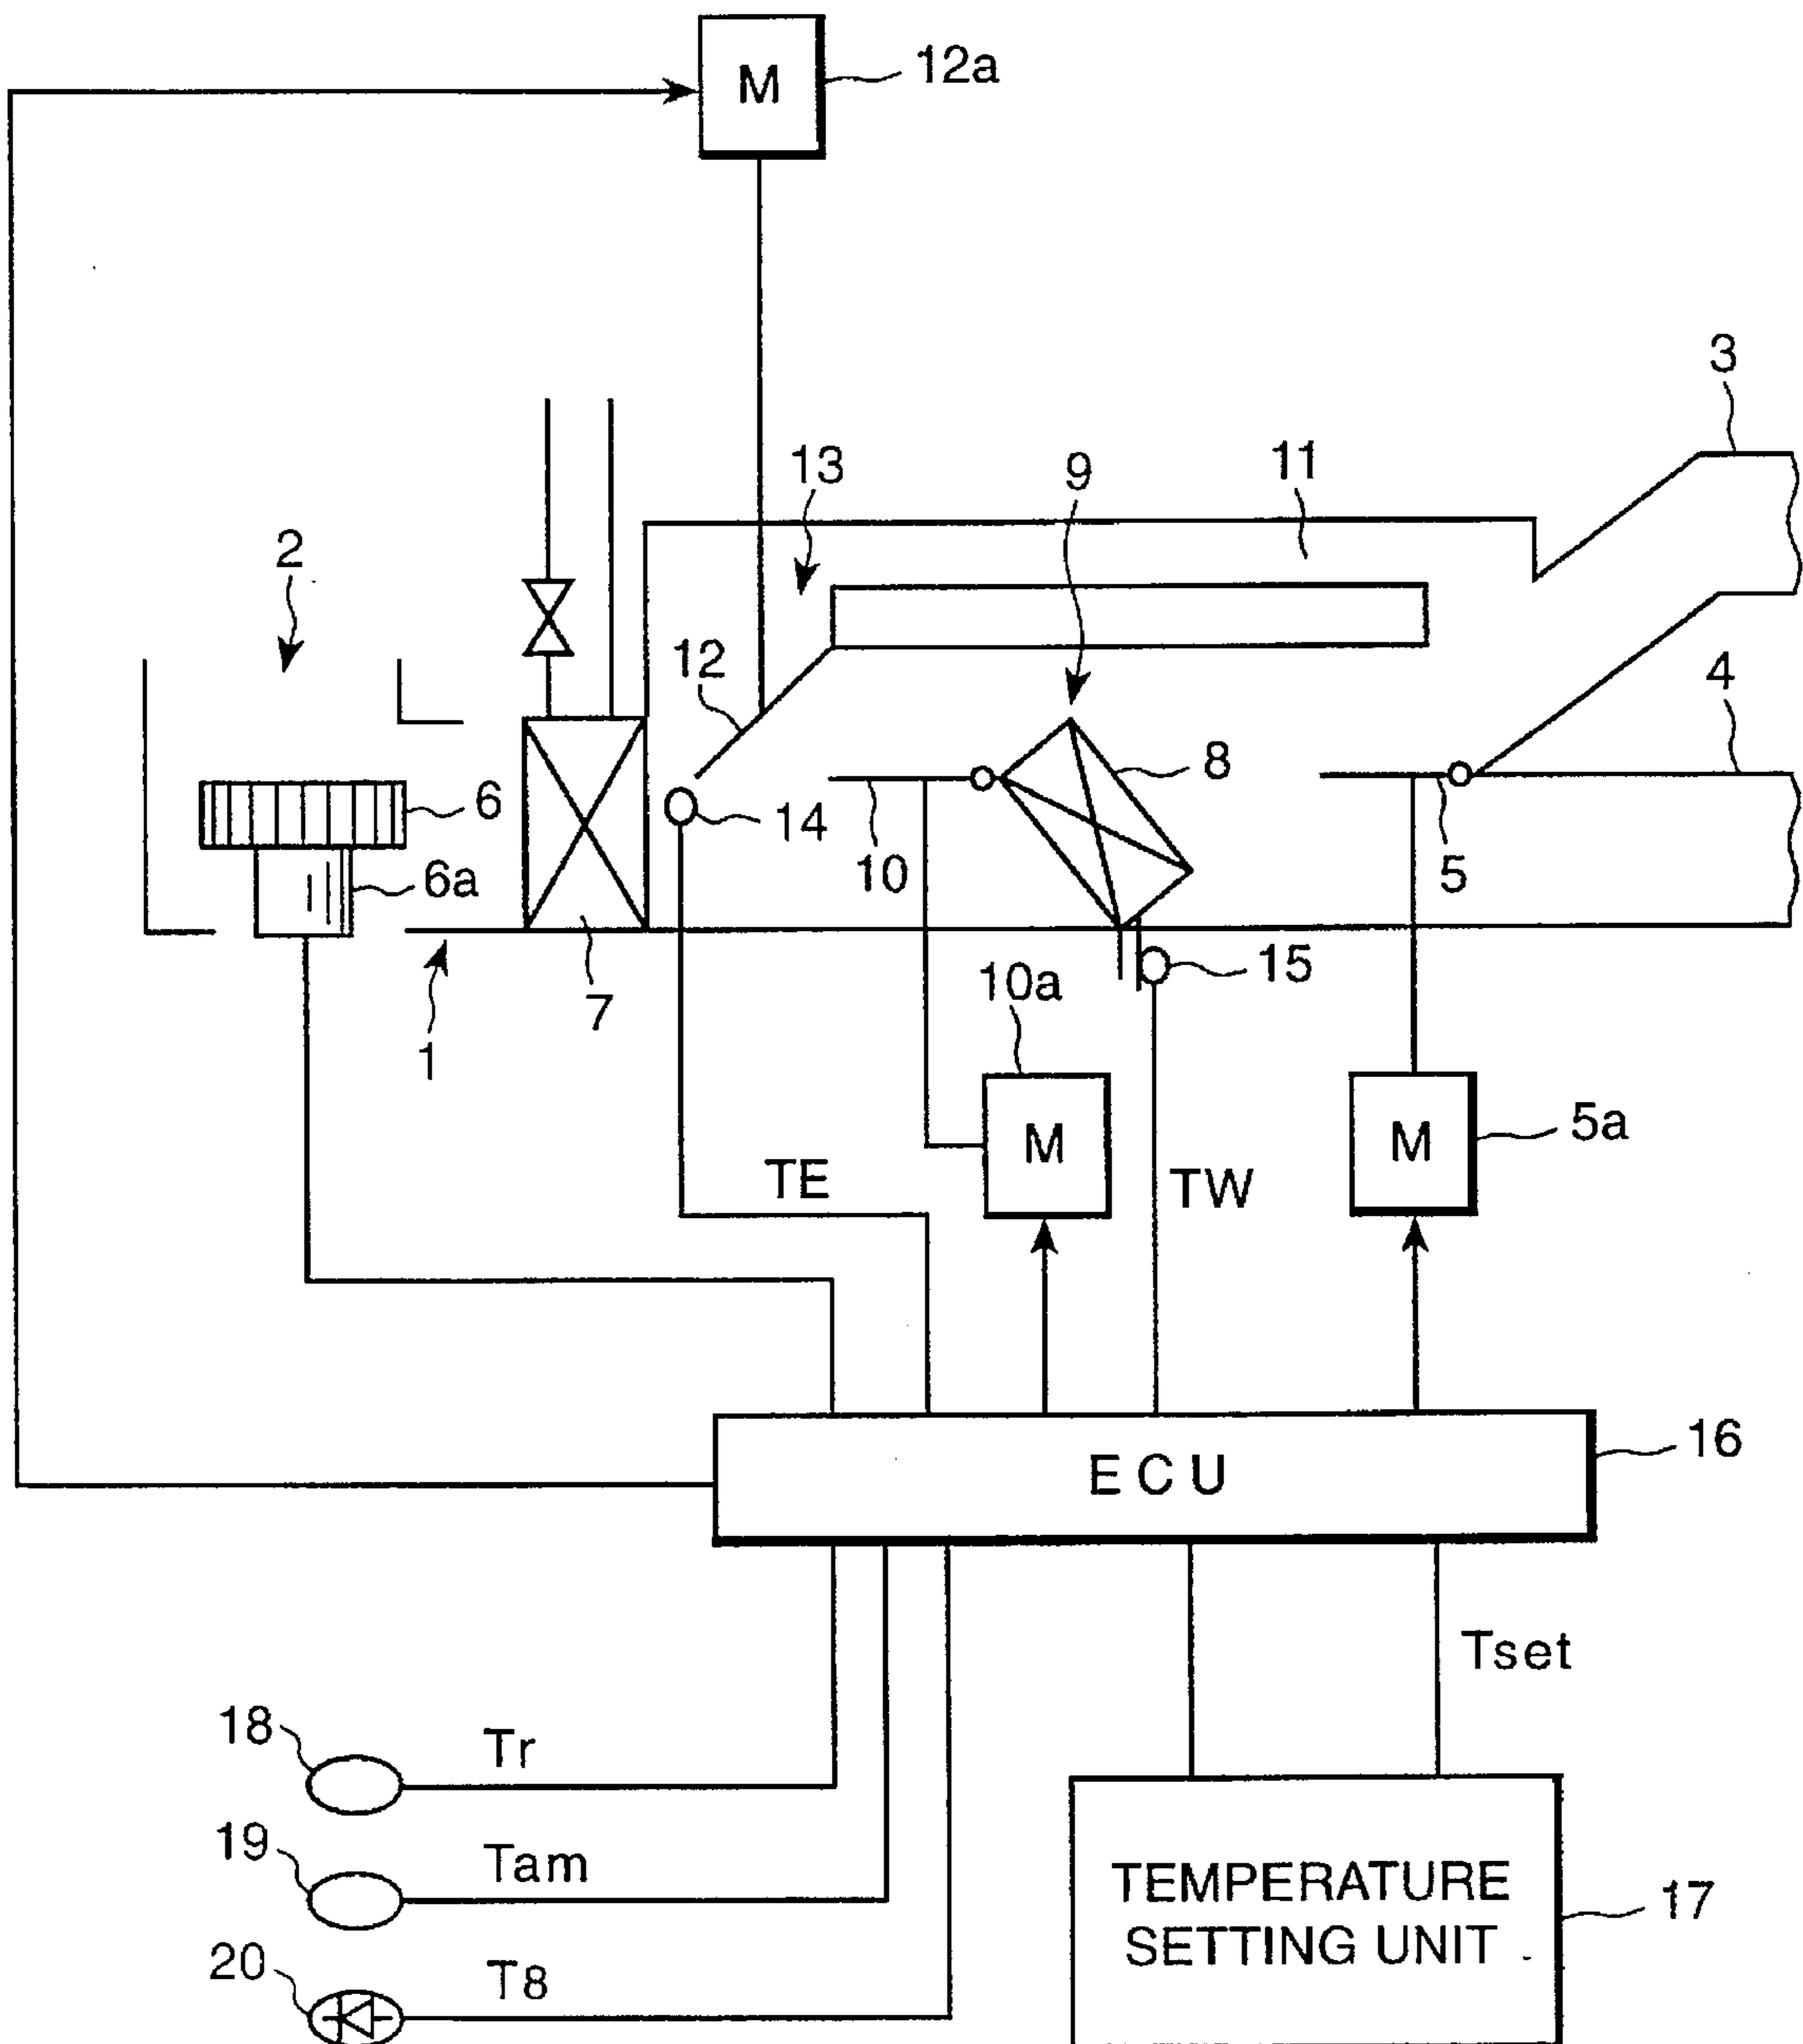 M
12a
3
13
9
11
2
12
4
8
6
14
10
5
6a
15
7
10a
1
M
M
5a
TE
TW
16
ECU
Tset
18
Tr
19
Tam
TEMPERATURE
SETTING UNIT
17
20
T8